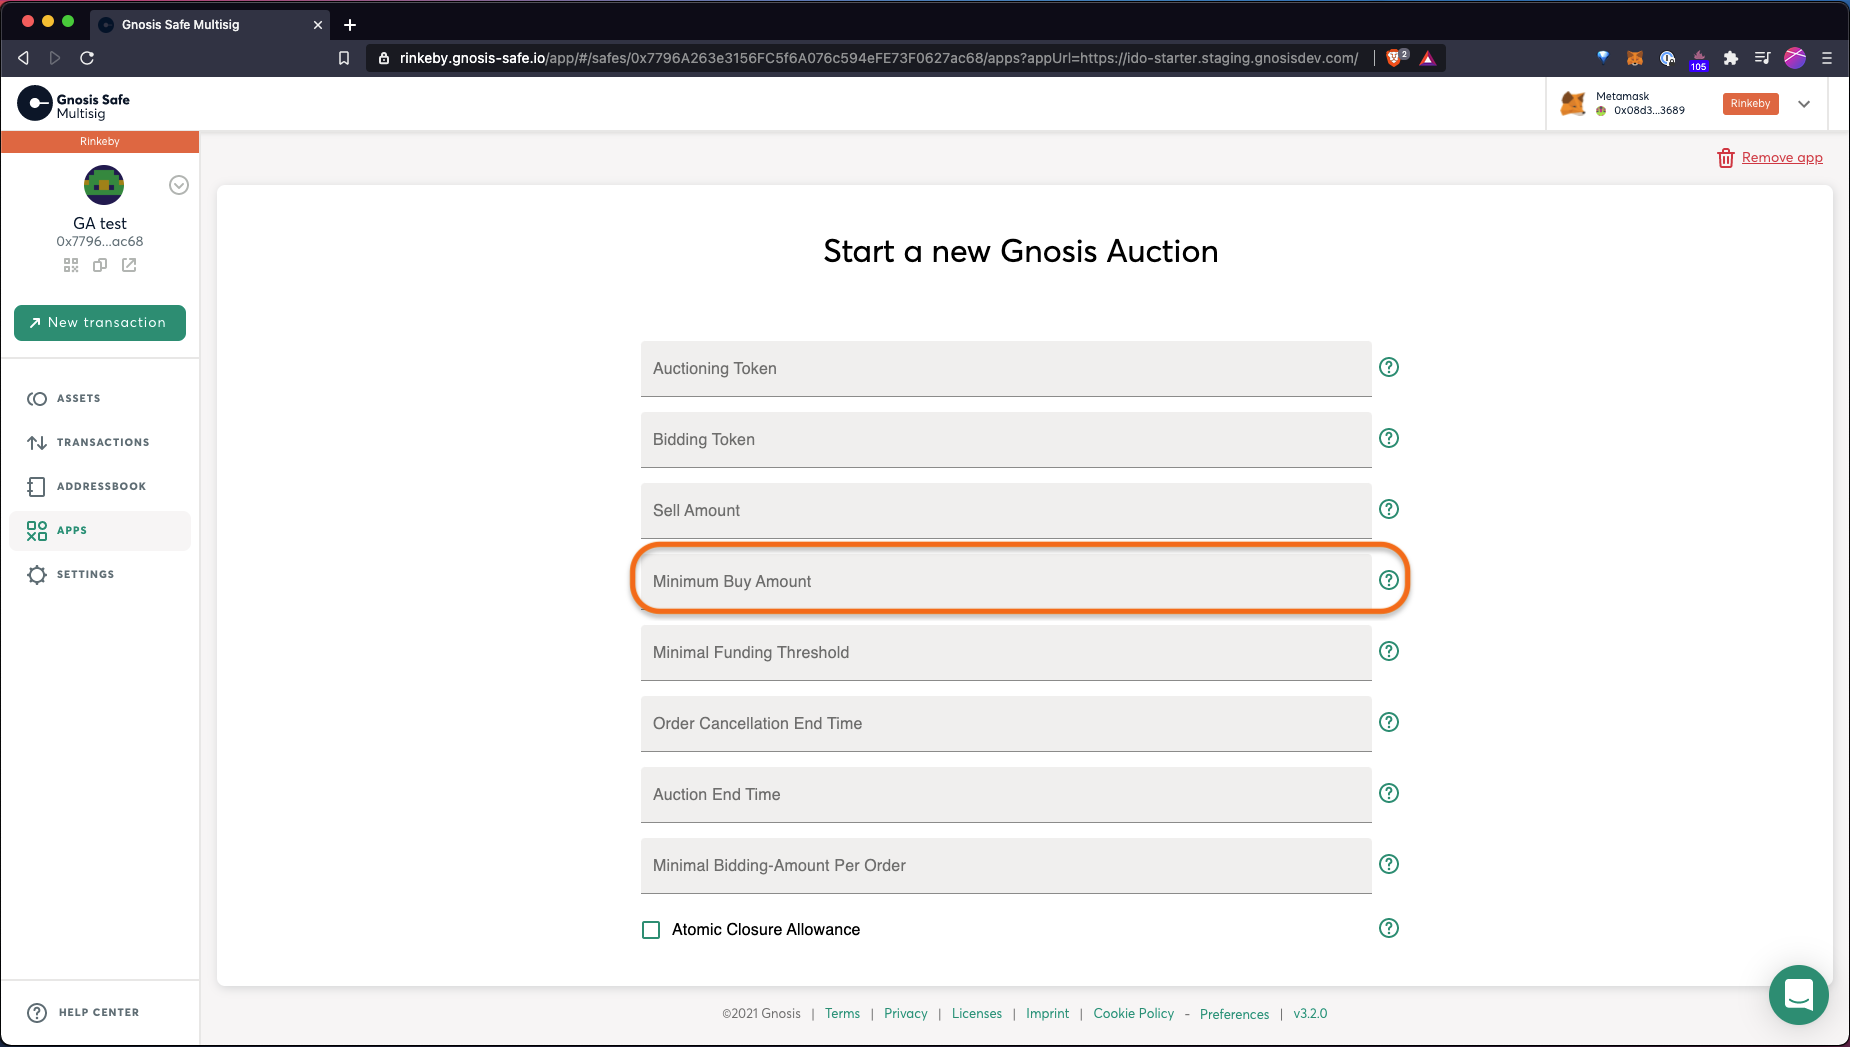 Gnosis Safe Multisig
rinkeby.gnosis-safe.io/app/#/safes/0x7796A263e3156FC5f6A076c594eFE73F0627ac68/apps?appUrl=https://ido-starter.staging.gnosisdev.com/
2
105
Gnosis Safe
Multisig
Metamask
0x08d3...3689
Rinkeby
Rinkeby
Remove app
GA test
0x7796...ac68
New transaction
ASSETS
TRANSACTIONS
ADDRESSBOOK
APPS
SETTINGS
HELP CENTER
Start a new Gnosis Auction
Auctioning Token
Bidding Token
Sell Amount
Minimum Buy Amount
Minimal Funding Threshold
Order Cancellation End Time
Auction End Time
Minimal Bidding-Amount Per Order
Atomic Closure Allowance
©2021 Gnosis | Terms | Privacy | Licenses | Imprint | Cookie Policy - Preferences | v3.2.0